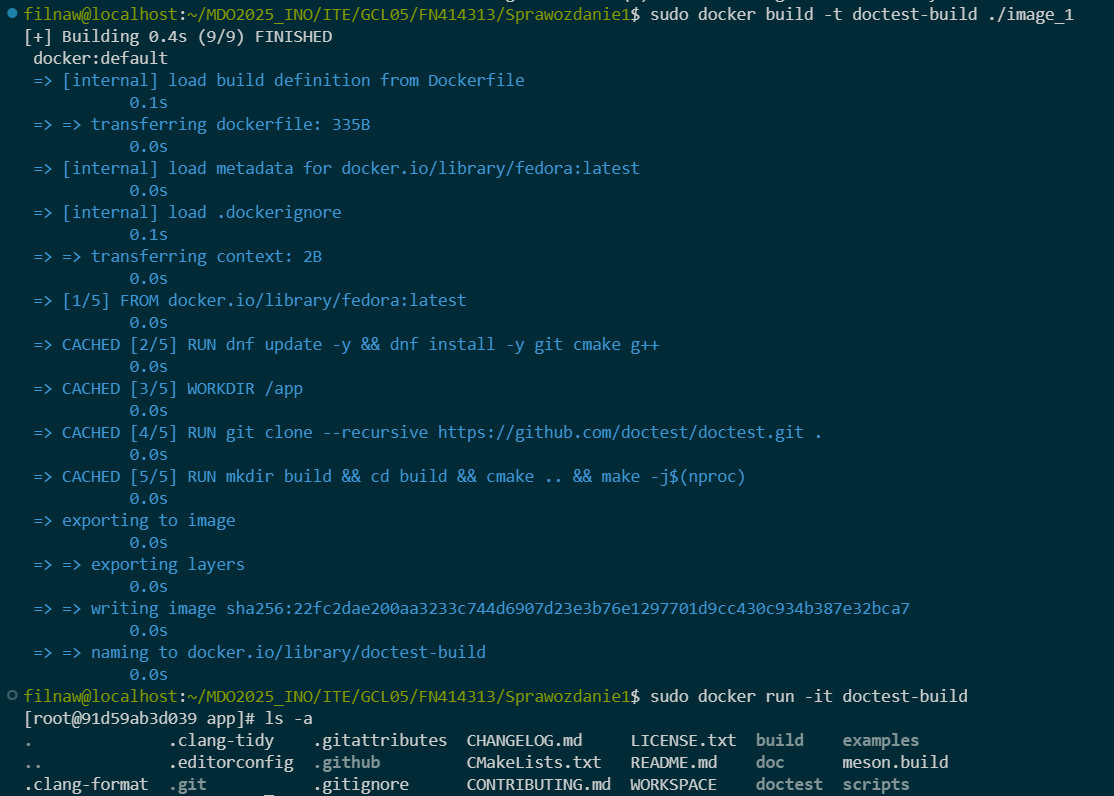 filnaw@localhost:~/MDO2025_INO/ITE/GCL05/FN414313/Sprawozdanie1$ sudo docker build -t doctest-build ./image_1
[+] Building 0.4s (9/9) FINISHED
docker:default
=> [internal] load build definition from Dockerfile
0.1s
=> => transferring dockerfile: 335B
0.0s
=> [internal] load metadata for docker.io/library/fedora:latest
0.0s
=> [internal] load .dockerignore
0.1s
=> => transferring context: 2B
0.0s
=> [1/5] FROM docker.io/library/fedora:latest
0.0s
=> CACHED [2/5] RUN dnf update -y && dnf install -y git cmake g++
0.0s
=> CACHED [3/5] WORKDIR /app
0.0s
=> CACHED [4/5] RUN git clone --recursive https://github.com/doctest/doctest.git .
0.0s
=> CACHED [5/5] RUN mkdir build && cd build && cmake .. && make -j$(nproc)
0.0s
=> exporting to image
0.0s
=> => exporting layers
0.0s
=> => writing image sha256:22fc2dae200aa3233c744d6907d23e3b76e1297701d9cc430c934b387e32bca7
0.0s
=> => naming to docker.io/library/doctest-build
0.0s
filnaw@localhost:~/MDO2025_INO/ITE/GCL05/FN414313/Sprawozdanie1$ sudo docker run -it doctest-build
[root@91d59ab3d039 app]# ls -a
. .clang-tidy .gitattributes CHANGELOG.md LICENSE.txt build examples
.. .editorconfig .github CMakeLists.txt README.md doc meson.build
.clang-format .git .gitignore CONTRIBUTING.md WORKSPACE doctest scripts